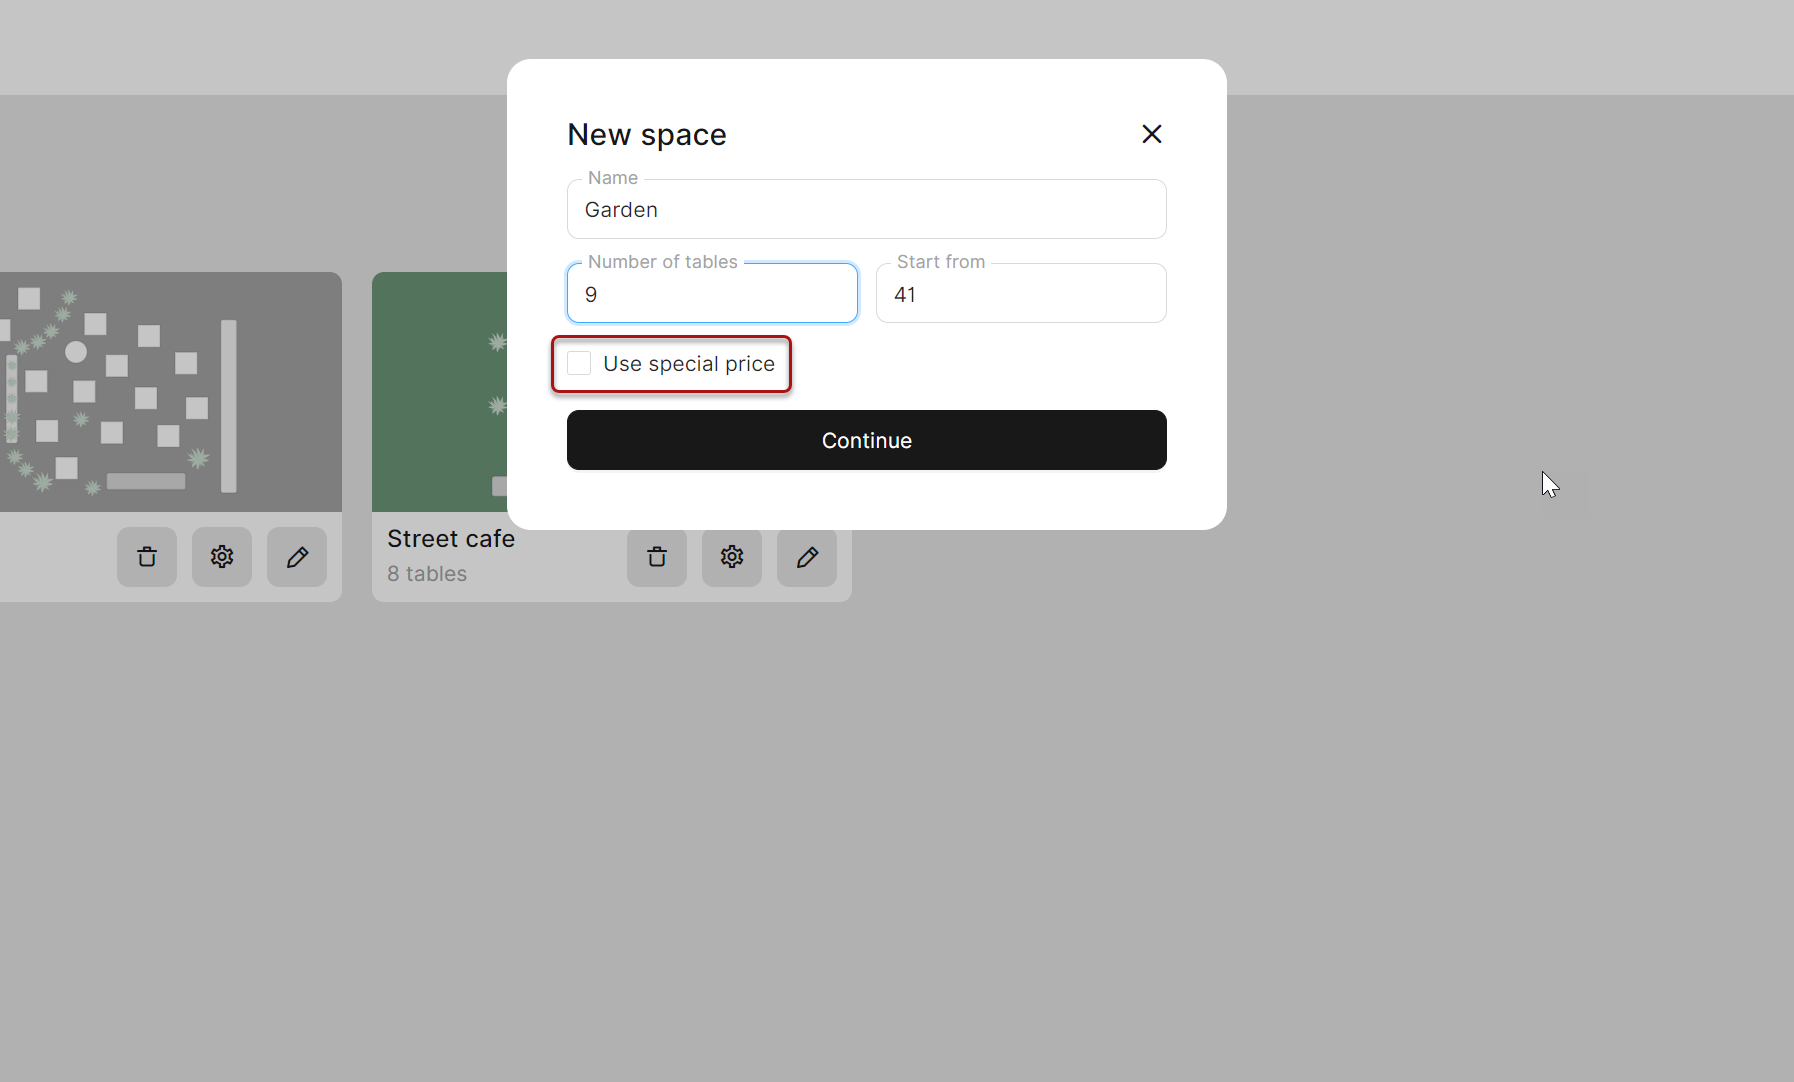 New space
Name
Garden
Number of tables
9
Start from
41
Use special price
Continue
Street cafe
8 tables